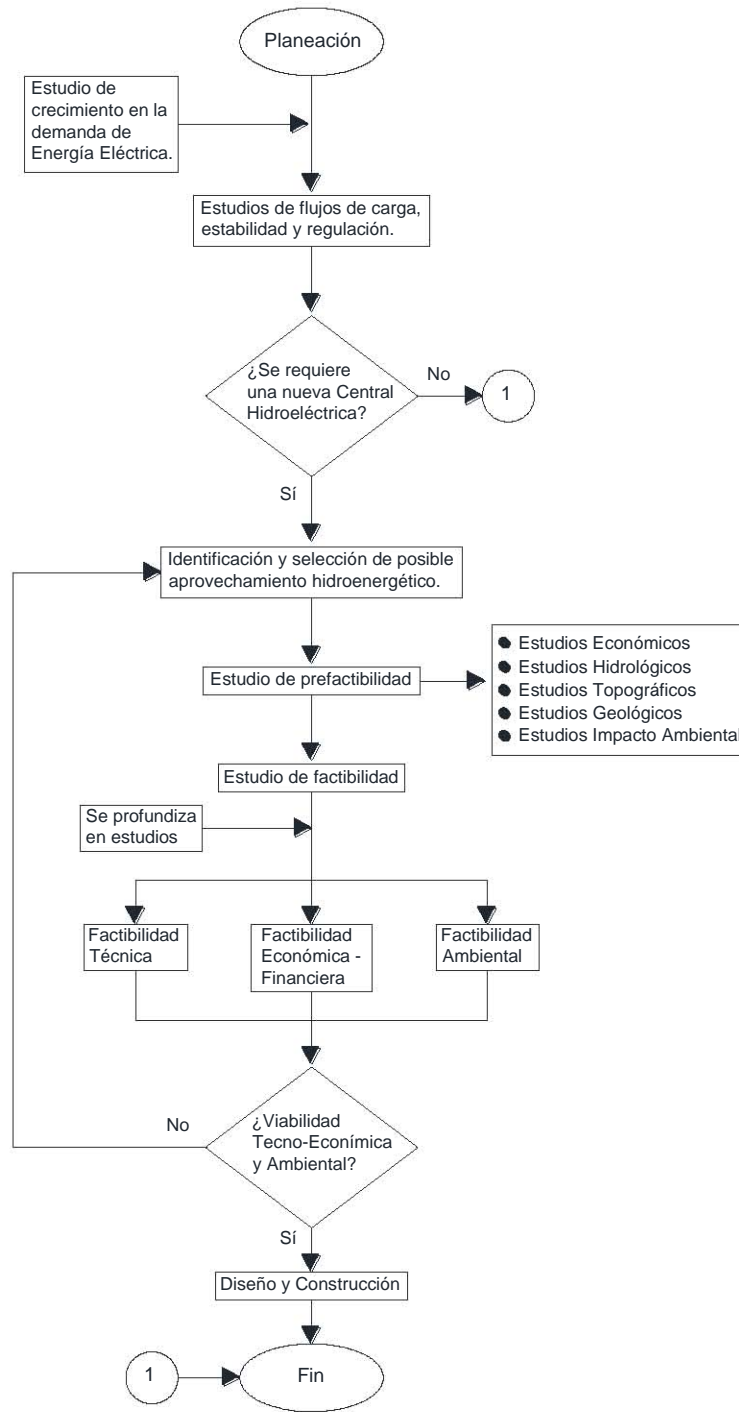 Planeación
Estudio de
crecimiento en la
demanda de
Energía Eléctrica.
Estudios de flujos de carga,
estabilidad y regulación.
¿Se requiere
una nueva Central
Hidroeléctrica?
No
1
Sí
Identificación y selección de posible
aprovechamiento hidroenergético.
Estudio de prefactibilidad
● Estudios Económicos
● Estudios Hidrológicos
● Estudios Topográficos
● Estudios Geológicos
● Estudios Impacto Ambiental
Estudio de factibilidad
Se profundiza
en estudios
Factibilidad
Técnica
Factibilidad
Económica -
Financiera
Factibilidad
Ambiental
No
¿Viabilidad
Tecno-Econímica
y Ambiental?
Sí
Diseño y Construcción
1
Fin